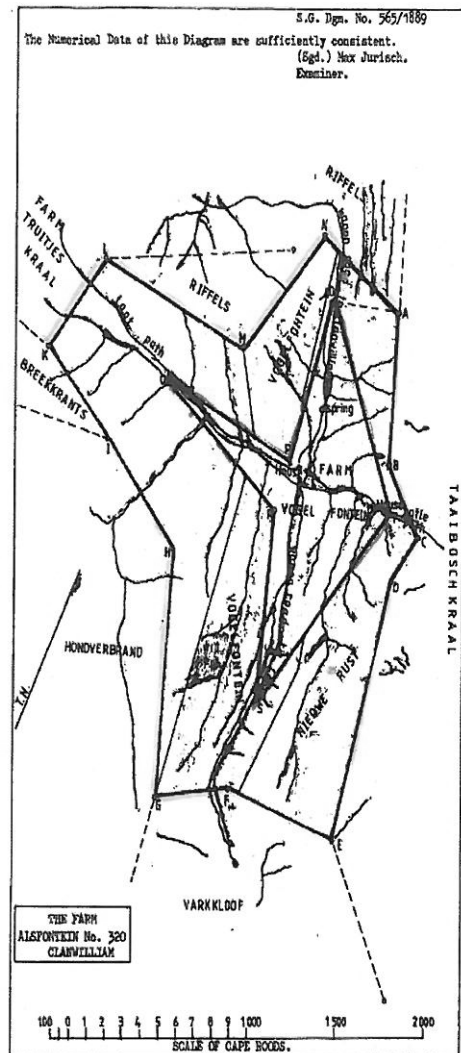 S.G. Dgm. No. 565/1889
The Numerical Data of this Diagram are sufficiently consistent.
(Sgd.) Max Jurisch.
Examiner.
RIFFEL
FARM
TRUITJES
KRAAL
RIFFELS
N
A
L
M
K
VOGELFONTEIN
Foot path
BREEKKRANTS
spring
I
B
FARM
VOGEL
FONTEIN
C
H
D
TAAIBOSCH KRAAL
HONDVERBRAND
NIEUWE RUST
T.N.
G
F
E
VARKKLOOF
THE FARM
ALSFONTEIN No. 320
CLANWILLIAM
100 0 1 2 3 4 5 6 7 8 9 1000 1500 2000
SCALE OF CAPE ROODS.